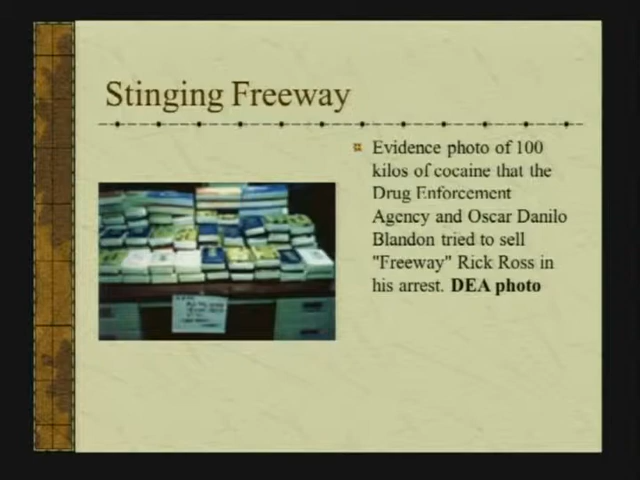 Stinging Freeway
Evidence photo of 100
kilos of cocaine that the
Drug Enforcement
Agency and Oscar Danilo
Blandon tried to sell
"Freeway" Rick Ross in
his arrest. DEA photo